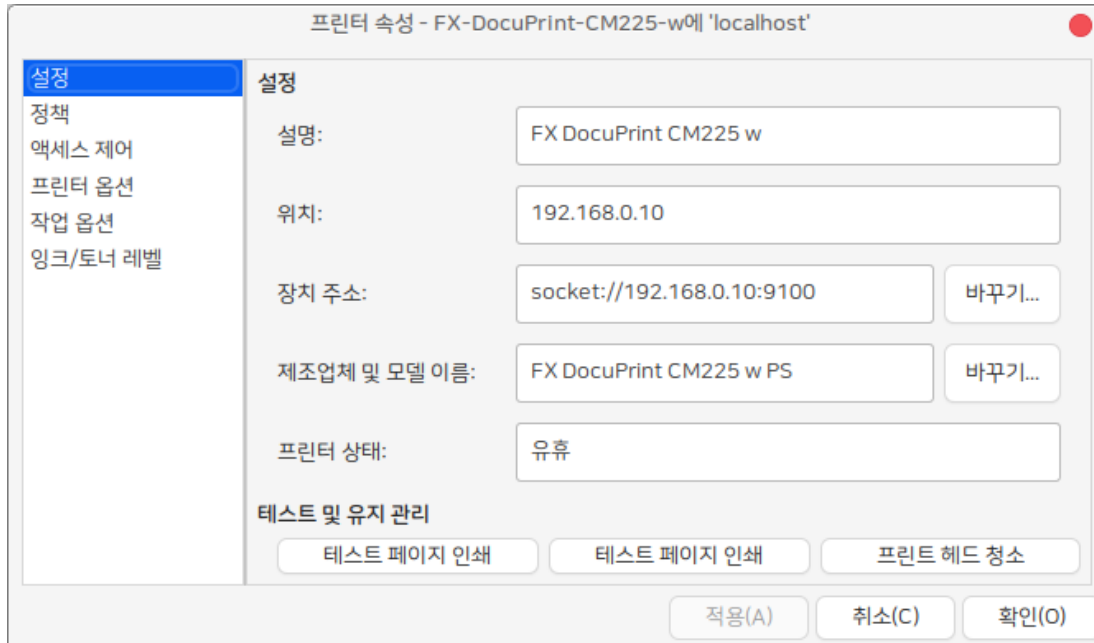 프린터 속성 - FX-DocuPrint-CM225-w에 'localhost'
설정
정책
액세스 제어
프린터 옵션
작업 옵션
잉크/토너 레벨
설정
설명: FX DocuPrint CM225 w
위치: 192.168.0.10
장치 주소: socket://192.168.0.10:9100 바꾸기...
제조업체 및 모델 이름: FX DocuPrint CM225 w PS 바꾸기...
프린터 상태: 유휴
테스트 및 유지 관리
테스트 페이지 인쇄 테스트 페이지 인쇄 프린트 헤드 청소
적용(A) 취소(C) 확인(O)